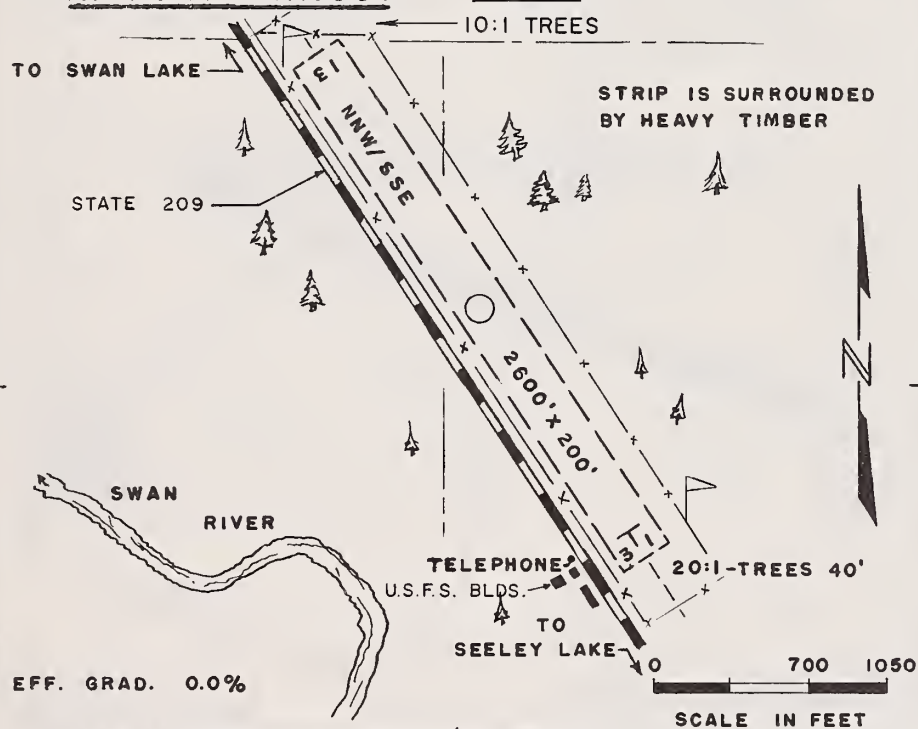 10:1 TREES
TO SWAN LAKE
STRIP IS SURROUNDED
BY HEAVY TIMBER
13
NNW/SSE
STATE 209
N
2600' X 200'
SWAN
RIVER
31
TELEPHONE
20:1-TREES 40'
U.S.F.S. BLDS.
TO
SEELEY LAKE
EFF. GRAD. 0.0%
0 700 1050
SCALE IN FEET